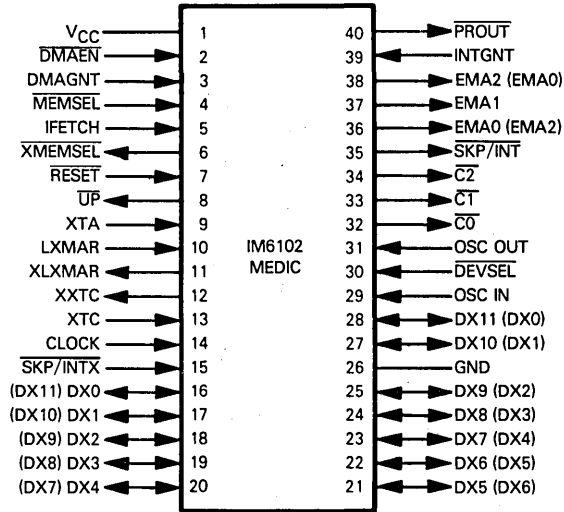 VCC 1 40 PROUT
DMAEN 2 39 INTGNT
DMAGNT 3 38 EMA2 (EMA0)
MEMSEL 4 37 EMA1
IFETCH 5 36 EMA0 (EMA2)
XMEMSEL 6 35 SKP/INT
RESET 7 34 C2
UP 8 33 C1
XTA 9 32 C0
LXMAR 10 IM6102 31 OSC OUT
XLXMAR 11 MEDIC 30 DEVSEL
XXTC 12 29 OSC IN
XTC 13 28 DX11 (DX0)
CLOCK 14 27 DX10 (DX1)
SKP/INTX 15 26 GND
(DX11) DX0 16 25 DX9 (DX2)
(DX10) DX1 17 24 DX8 (DX3)
(DX9) DX2 18 23 DX7 (DX4)
(DX8) DX3 19 22 DX6 (DX5)
(DX7) DX4 20 21 DX5 (DX6)